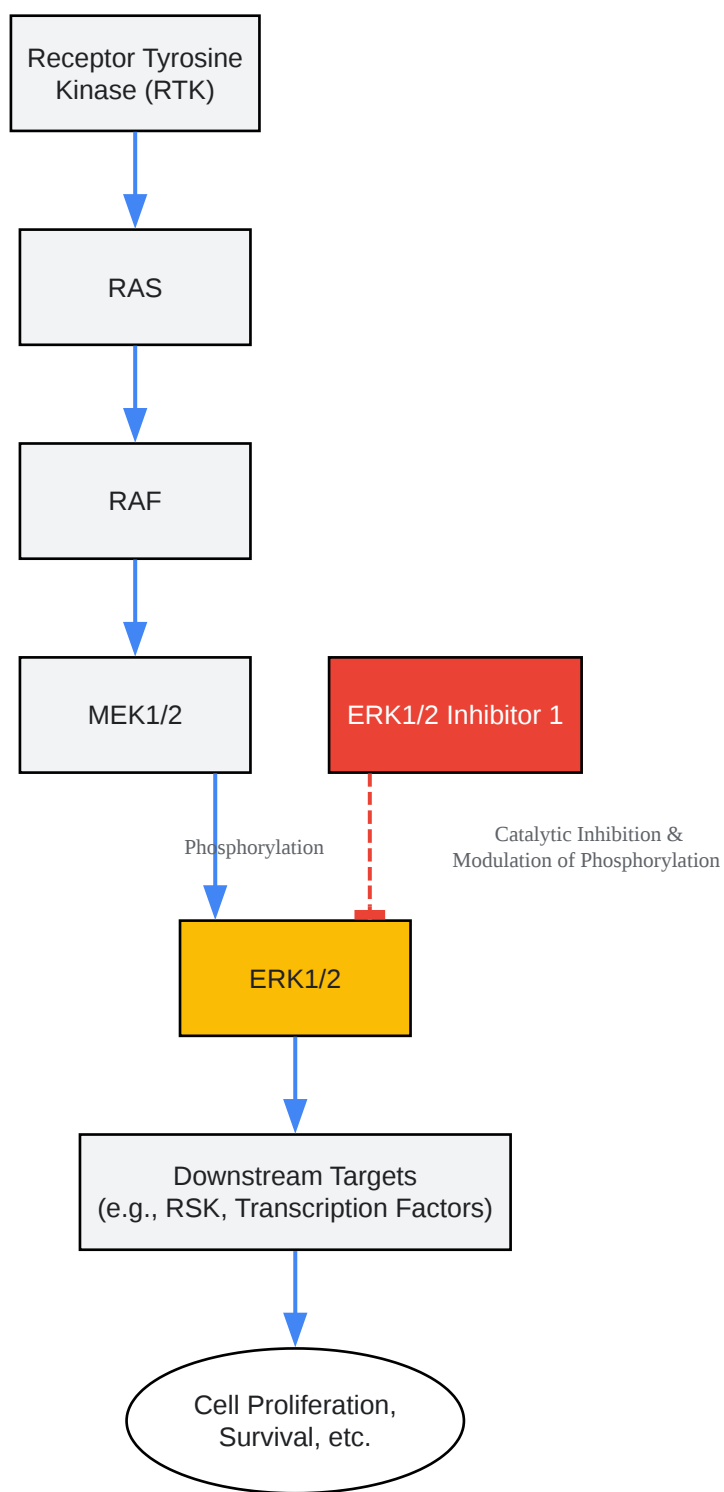 Receptor Tyrosine
Kinase (RTK)
RAS
RAF
MEK1/2
ERK1/2 Inhibitor 1
Phosphorylation
Catalytic Inhibition &
Modulation of Phosphorylation
ERK1/2
Downstream Targets
(e.g., RSK, Transcription Factors)
Cell Proliferation,
Survival, etc.